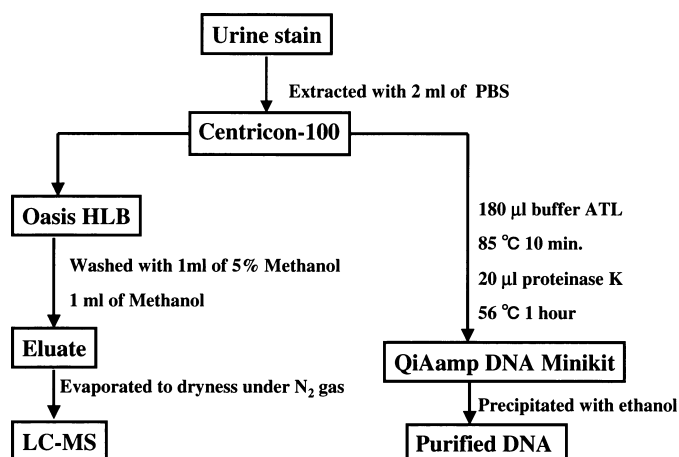 Urine stain
Extracted with 2 ml of PBS
Centricon-100
Oasis HLB
Washed with 1ml of 5% Methanol
1 ml of Methanol
Eluate
Evaporated to dryness under N₂ gas
LC-MS
180 μl buffer ATL
85 ℃ 10 min.
20 μl proteinase K
56 ℃ 1 hour
QiAamp DNA Minikit
Precipitated with ethanol
Purified DNA